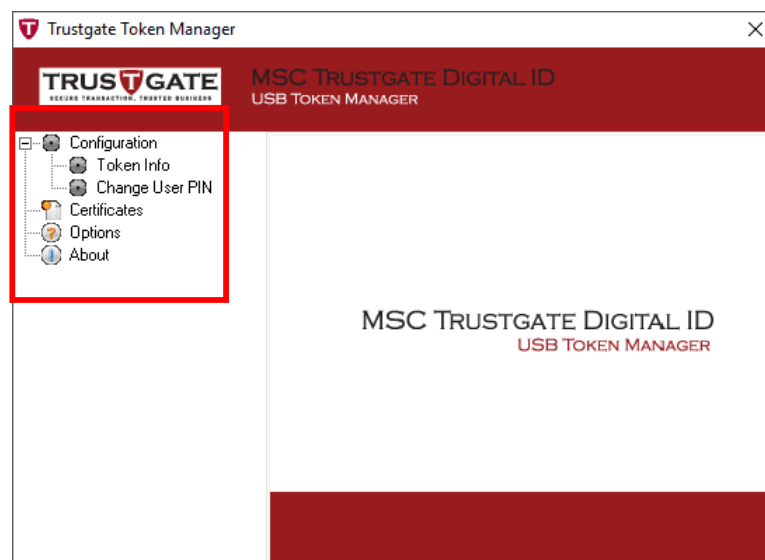 Trustgate Token Manager
TRUSTGATE
SECURE TRANSACTION, TRUSTED BUSINESS
MSC TRUSTGATE DIGITAL ID
USB TOKEN MANAGER
Configuration
Token Info
Change User PIN
Certificates
Options
About
MSC TRUSTGATE DIGITAL ID
USB TOKEN MANAGER